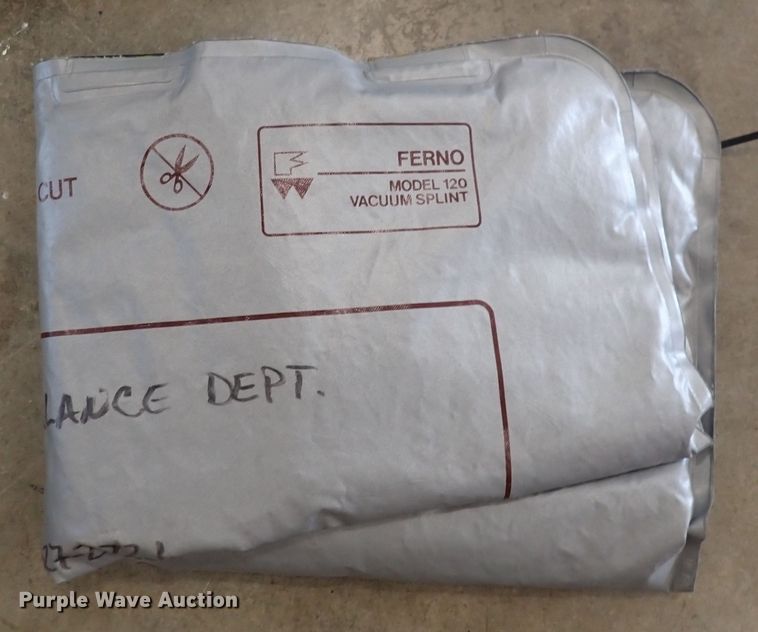 CUT
FERNO
MODEL 120
VACUUM SPLINT
LANCE DEPT.
Purple Wave Auction